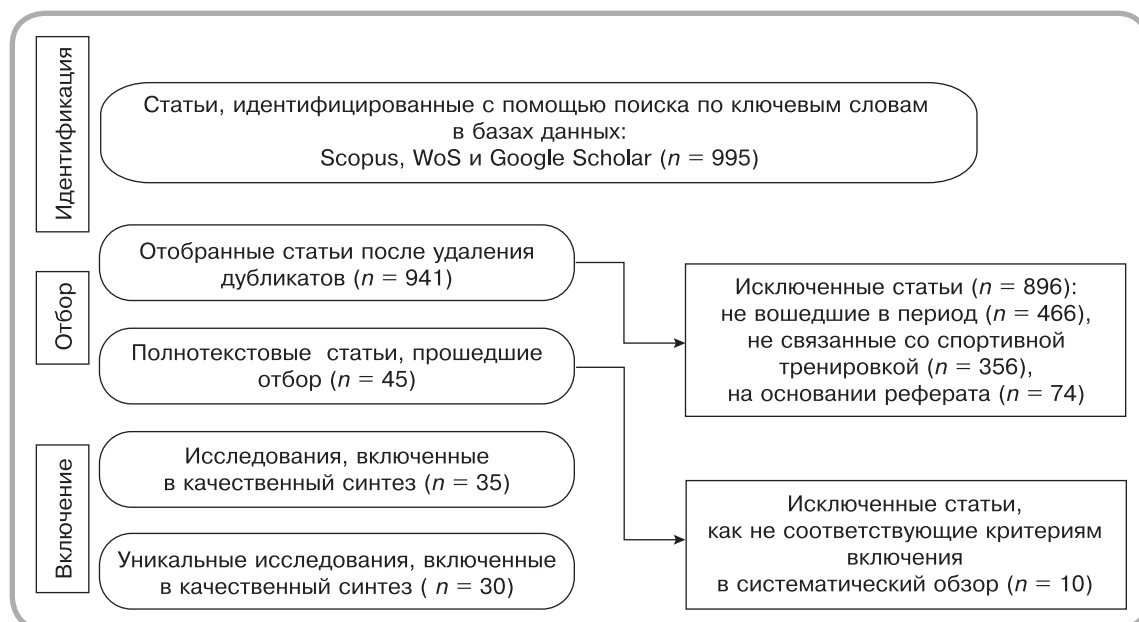 Идентификация
Статьи, идентифицированные с помощью поиска по ключевым словам
в базах данных:
Scopus, WoS и Google Scholar (n = 995)
Отбор
Отобранные статьи после удаления
дубликатов (n = 941)
Исключенные статьи (n = 896):
не вошедшие в период (n = 466),
не связанные со спортивной
тренировкой (n = 356),
на основании реферата (n = 74)
Полнотекстовые статьи, прошедшие
отбор (n = 45)
Включение
Исследования, включенные
в качественный синтез (n = 35)
Исключенные статьи,
как не соответствующие критериям
включения
в систематический обзор (n = 10)
Уникальные исследования, включенные
в качественный синтез ( n = 30)